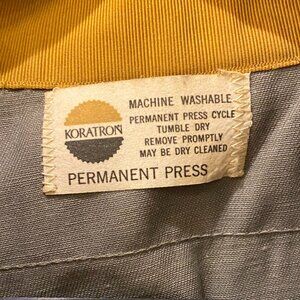 KORATRON
MACHINE WASHABLE
PERMANENT PRESS CYCLE
TUMBLE DRY
REMOVE PROMPTLY
MAY BE DRY CLEANED
PERMANENT PRESS